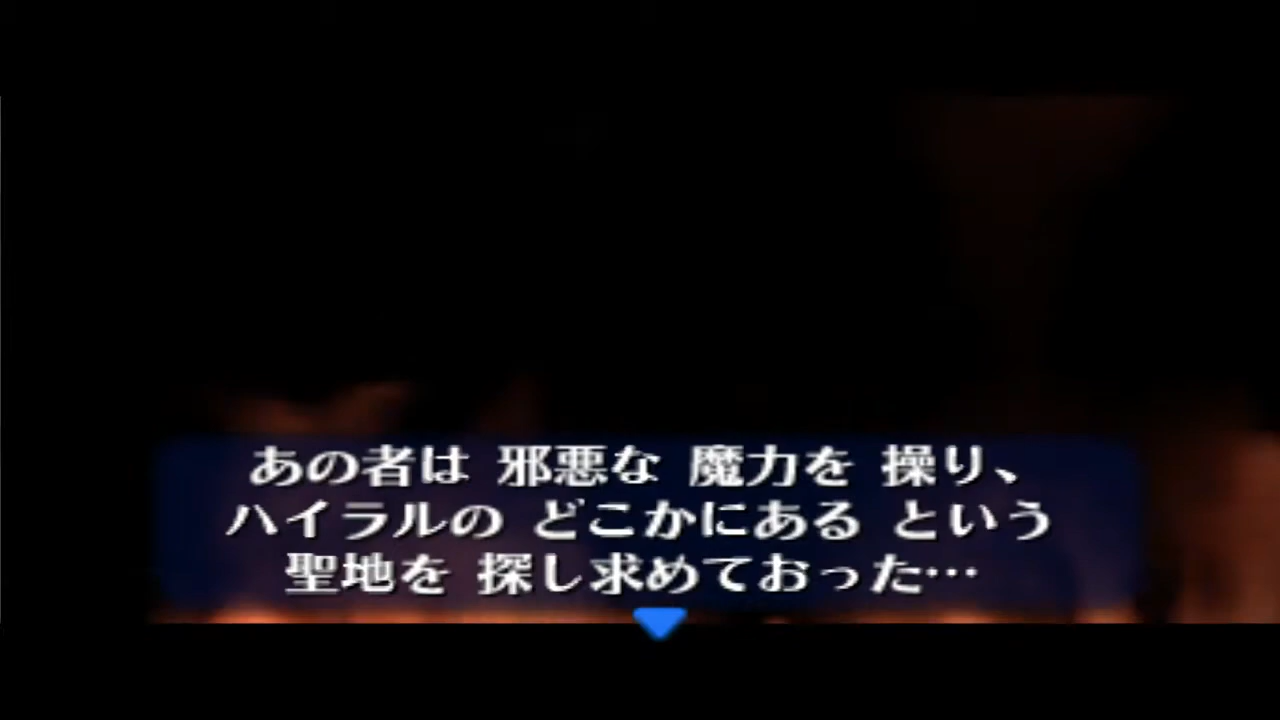 あの者は 邪悪な 魔力を 操り、
ハイラルの どこかにある という
聖地を 探し求めておった…